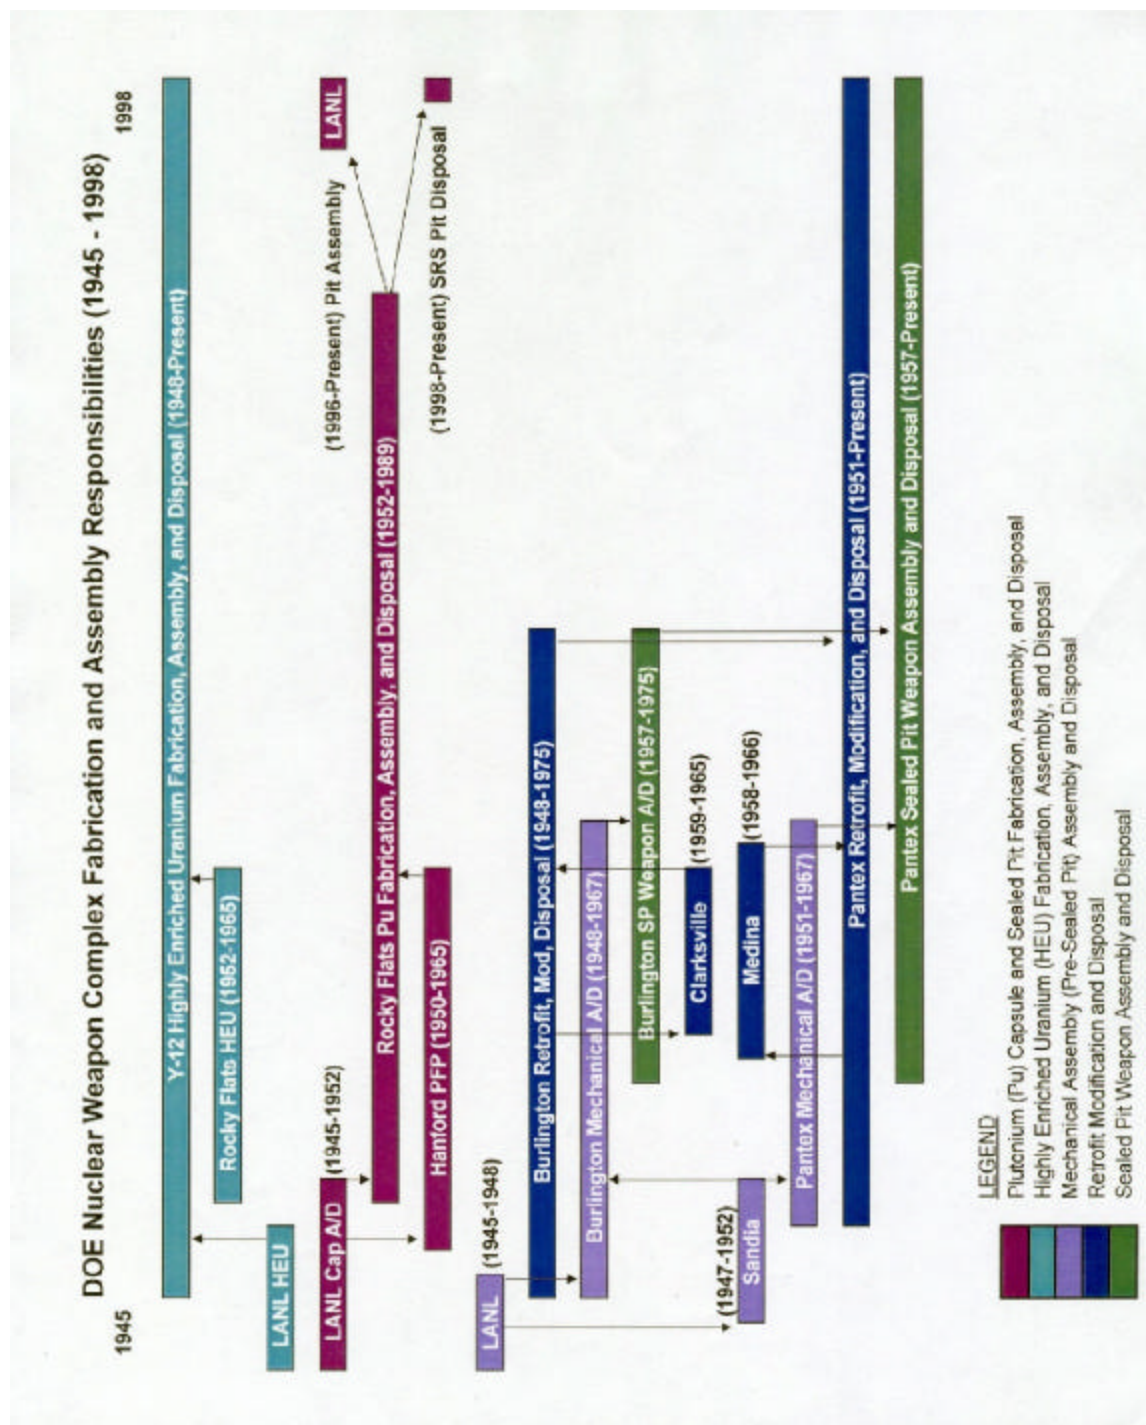 DOE Nuclear Weapon Complex Fabrication and Assembly Responsibilities (1945 - 1998)
1945
1998
Y-12 Highly Enriched Uranium Fabrication, Assembly, and Disposal (1948-Present)
Rocky Flats HEU (1952-1965)
LANL HEU
LANL Cap A/D
(1945-1952)
(1996-Present) Pit Assembly
LANL
Rocky Flats Pu Fabrication, Assembly, and Disposal (1952-1989)
Hanford PFP (1950-1965)
(1998-Present) SRS Pit Disposal
LANL
(1945-1948)
Burlington Retrofit, Mod, Disposal (1948-1975)
Burlington Mechanical A/D (1948-1967)
Burlington SP Weapon A/D (1957-1975)
Clarksville
(1959-1965)
(1947-1952)
Sandia
Medina
(1958-1966)
Pantex Mechanical A/D (1951-1967)
Pantex Retrofit, Modification, and Disposal (1951-Present)
Pantex Sealed Pit Weapon Assembly and Disposal (1957-Present)
LEGEND
Plutonium (Pu) Capsule and Sealed Pit Fabrication, Assembly, and Disposal
Highly Enriched Uranium (HEU) Fabrication, Assembly, and Disposal
Mechanical Assembly (Pre-Sealed Pit) Assembly and Disposal
Retrofit Modification and Disposal
Sealed Pit Weapon Assembly and Disposal